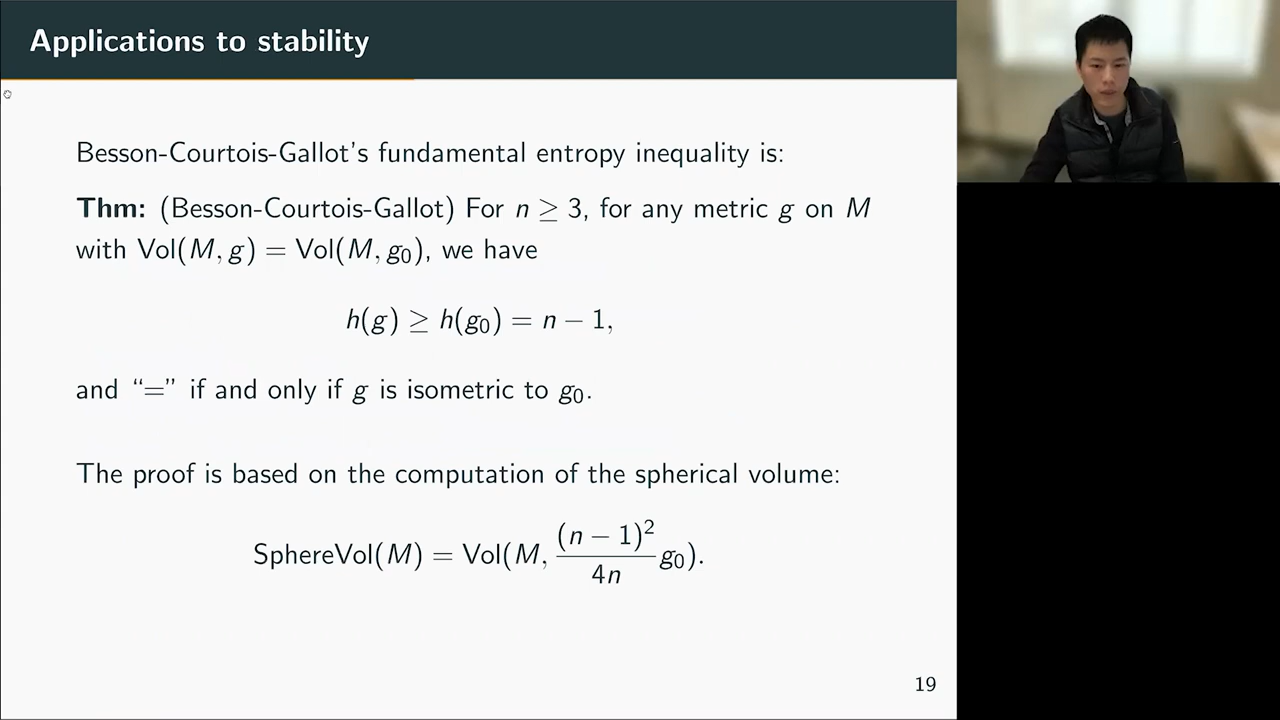 Applications to stability
Besson-Courtois-Gallot's fundamental entropy inequality is:
Thm: (Besson-Courtois-Gallot) For n ≥ 3, for any metric g on M
with Vol(M, g) = Vol(M, g₀), we have
h(g) ≥ h(g₀) = n − 1,
and “=” if and only if g is isometric to g₀.
The proof is based on the computation of the spherical volume:
SphereVol(M) = Vol(M, (n − 1)²/4n g₀).
19